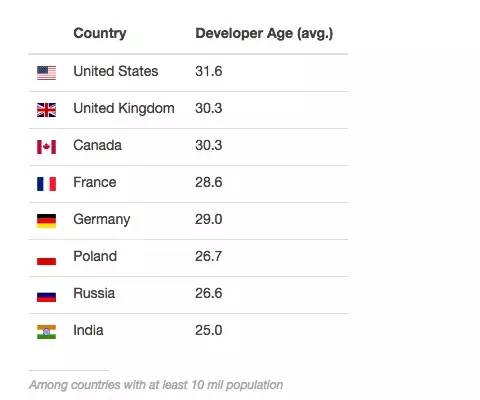 Country Developer Age (avg.)
United States 31.6
United Kingdom 30.3
Canada 30.3
France 28.6
Germany 29.0
Poland 26.7
Russia 26.6
India 25.0
Among countries with at least 10 mil population